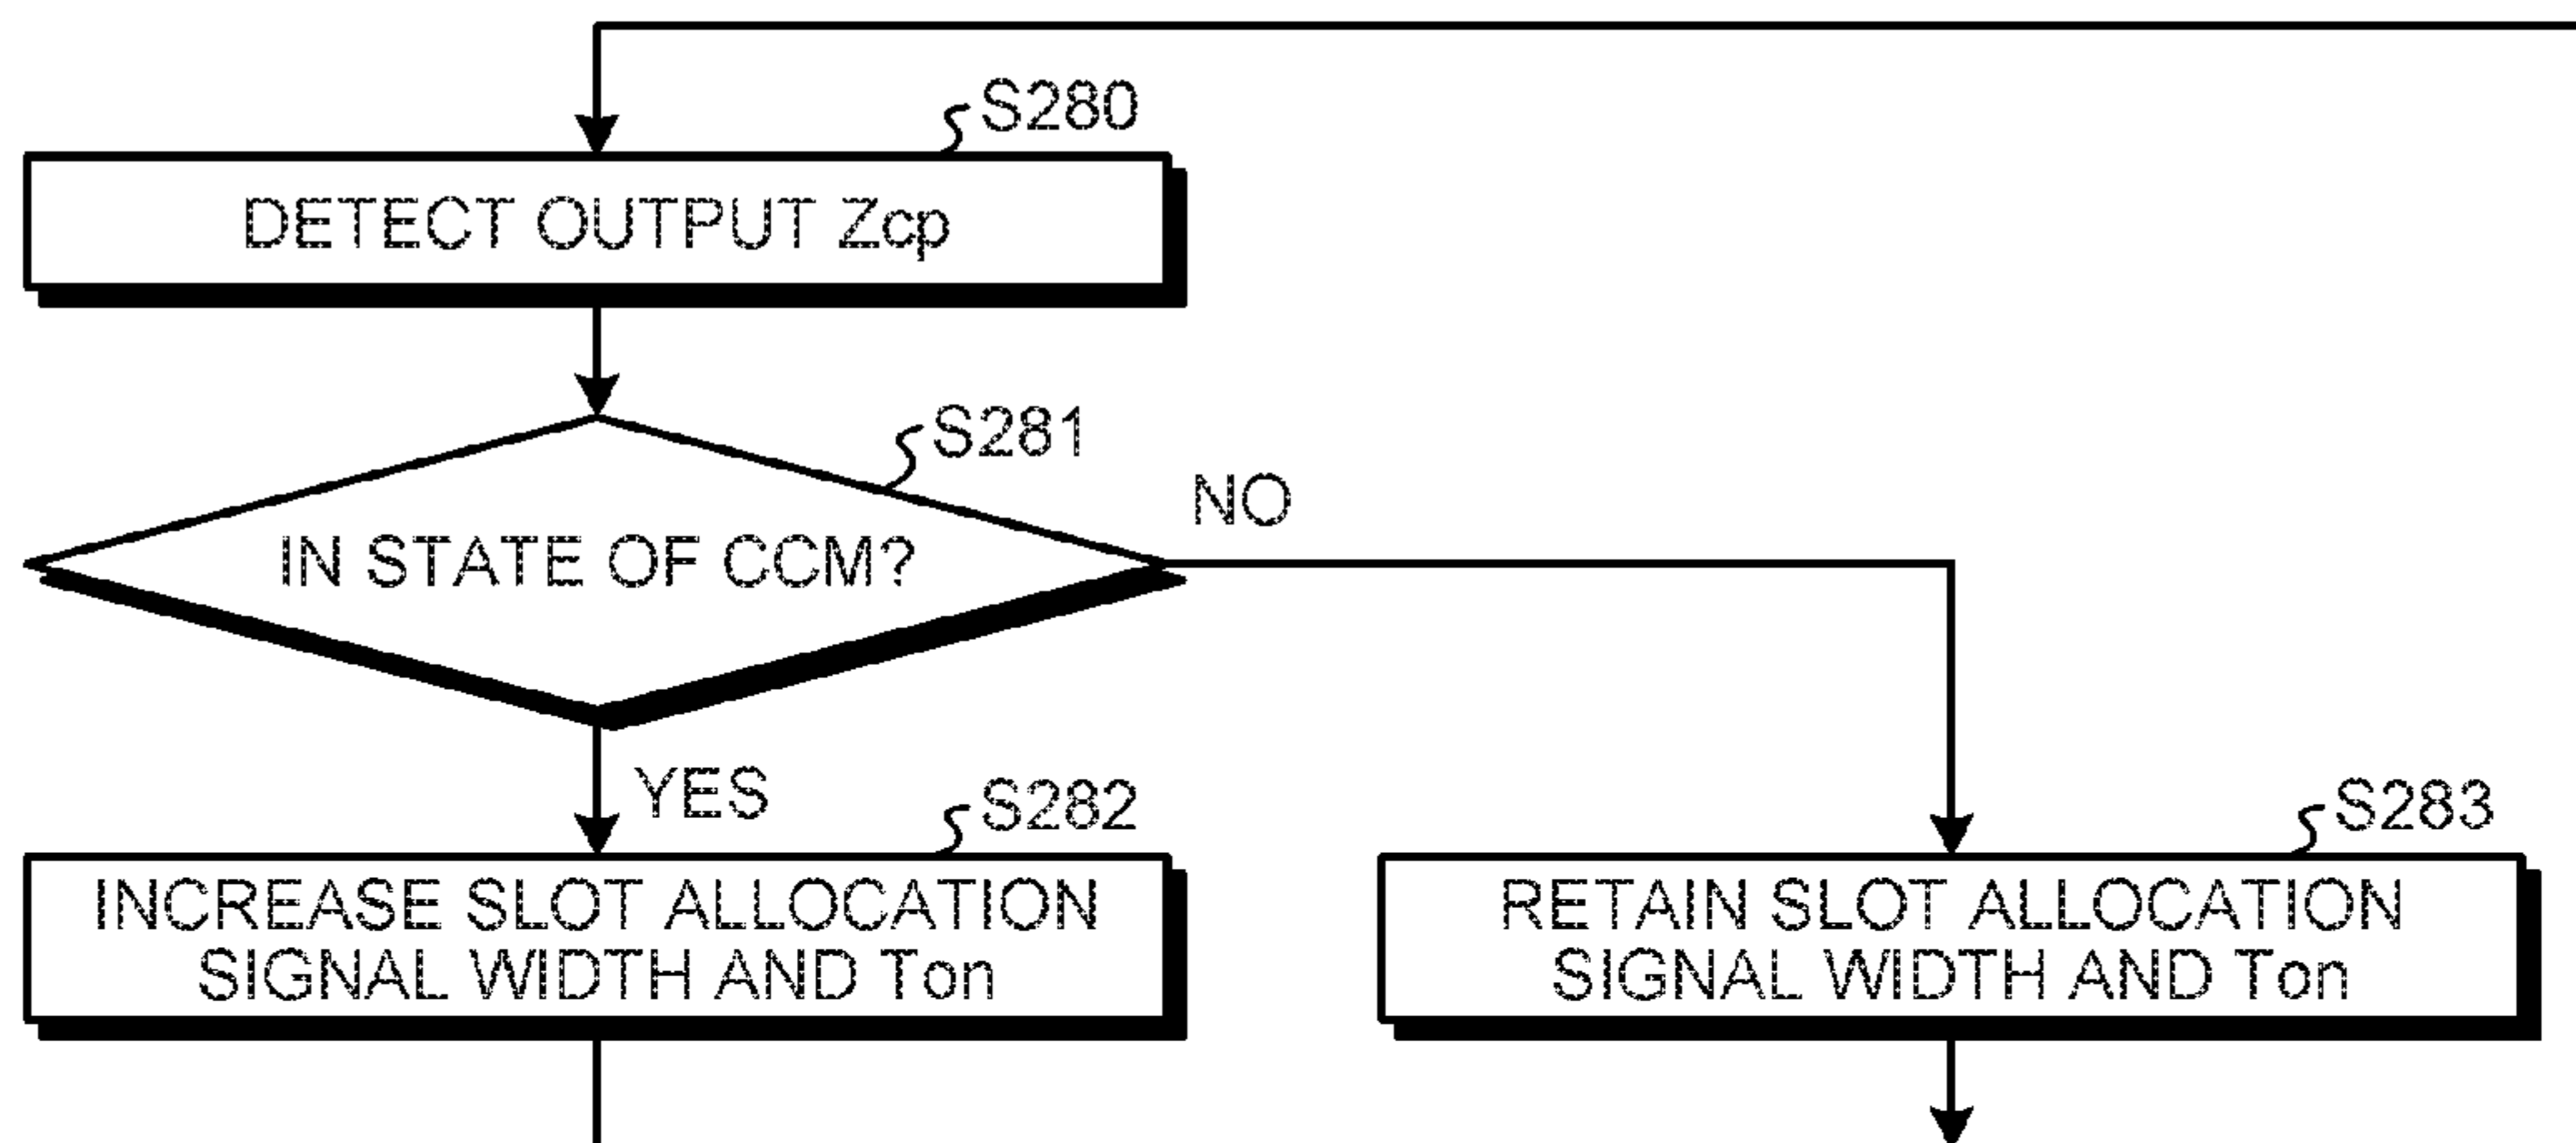 S280
DETECT OUTPUT Zcp
S281
IN STATE OF CCM?
NO
YES
S282
INCREASE SLOT ALLOCATION
SIGNAL WIDTH AND Ton
S283
RETAIN SLOT ALLOCATION
SIGNAL WIDTH AND Ton